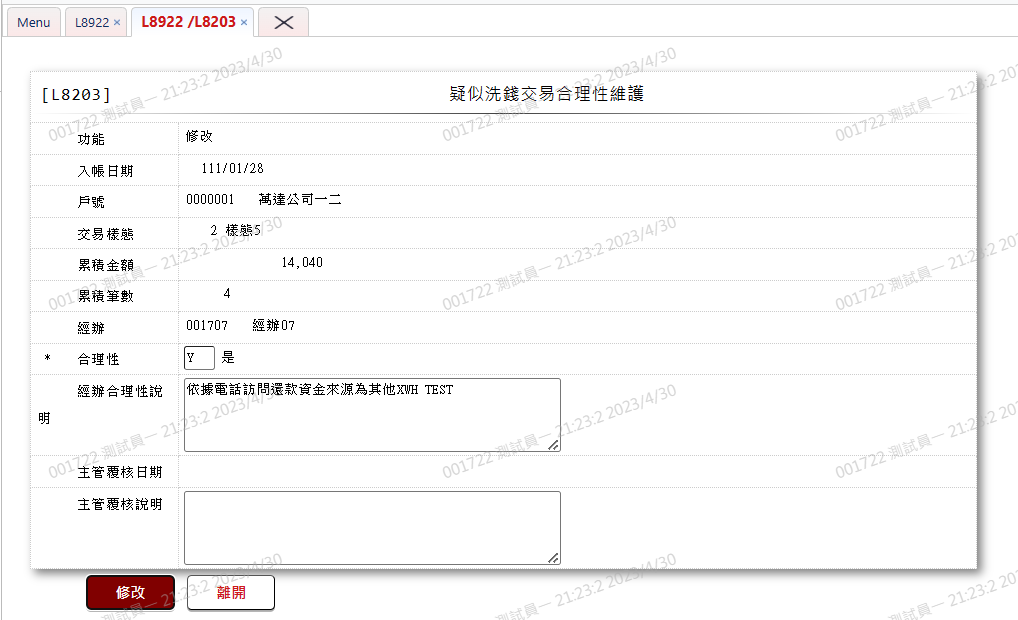 Menu L8922 × L8922 /L8203 ×
001722 測試員一 21:23:2 2023/4/30
[L8203] 疑似洗錢交易合理性維護
功能 修改
入帳日期 111/01/28
戶號 0000001 萬達公司一二
交易樣態 2 樣態5
累積金額 14,040
累積筆數 4
經辦 001707 經辦07
* 合理性 Y 是
經辦合理性說明 依據電話訪問還款資金來源為其他XWH TEST
主管覆核日期
主管覆核說明
修改 離開